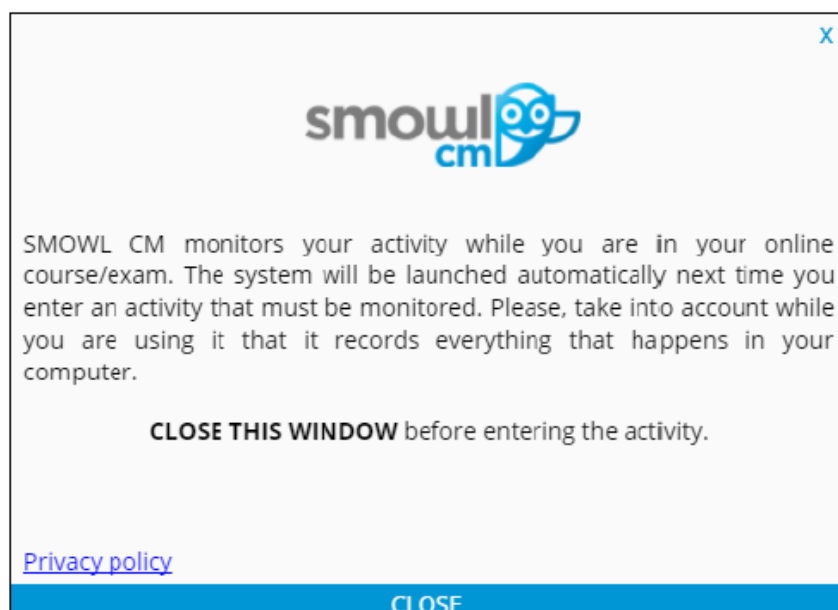 X
smowl
cm
SMOWL CM monitors your activity while you are in your online
course/exam. The system will be launched automatically next time you
enter an activity that must be monitored. Please, take into account while
you are using it that it records everything that happens in your
computer.
CLOSE THIS WINDOW before entering the activity.
Privacy policy
CLOSE